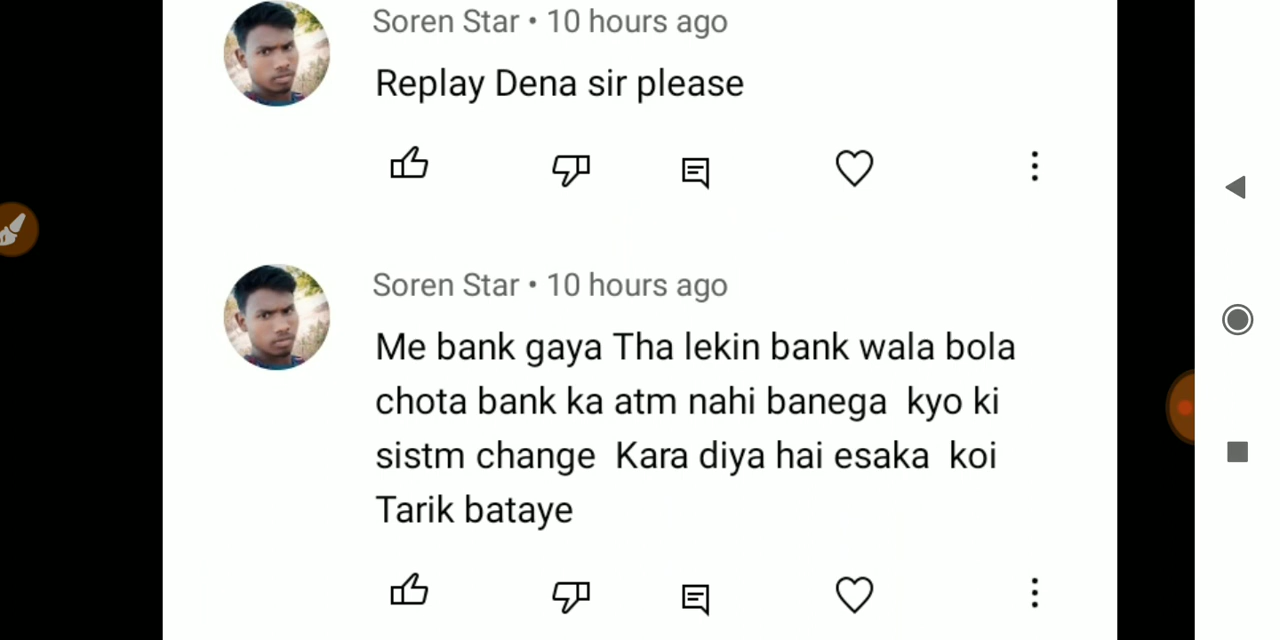 Soren Star • 10 hours ago
Replay Dena sir please
Soren Star • 10 hours ago
Me bank gaya Tha lekin bank wala bola
chota bank ka atm nahi banega kyo ki
sistm change Kara diya hai esaka koi
Tarik bataye